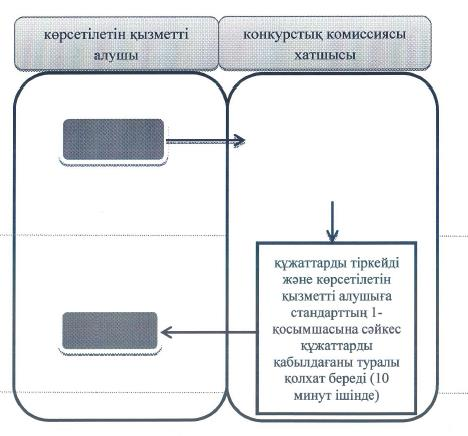 көрсетілетін қызметті
алушы
конкурстық комиссиясы
хатшысы
құжаттарды тіркейді
және көрсетілетін
қызметті алушыға
стандарттың 1-
қосымшасына сәйкес
құжаттарды
қабылдағаны туралы
қолхат береді (10
минут ішінде)